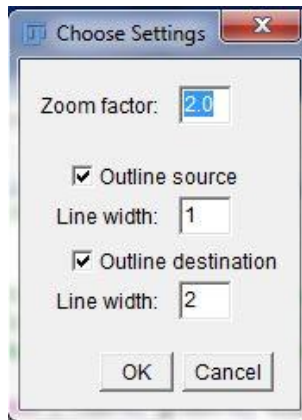 Choose Settings
Zoom factor: 2.0
Outline source
Line width: 1
Outline destination
Line width: 2
OK Cancel